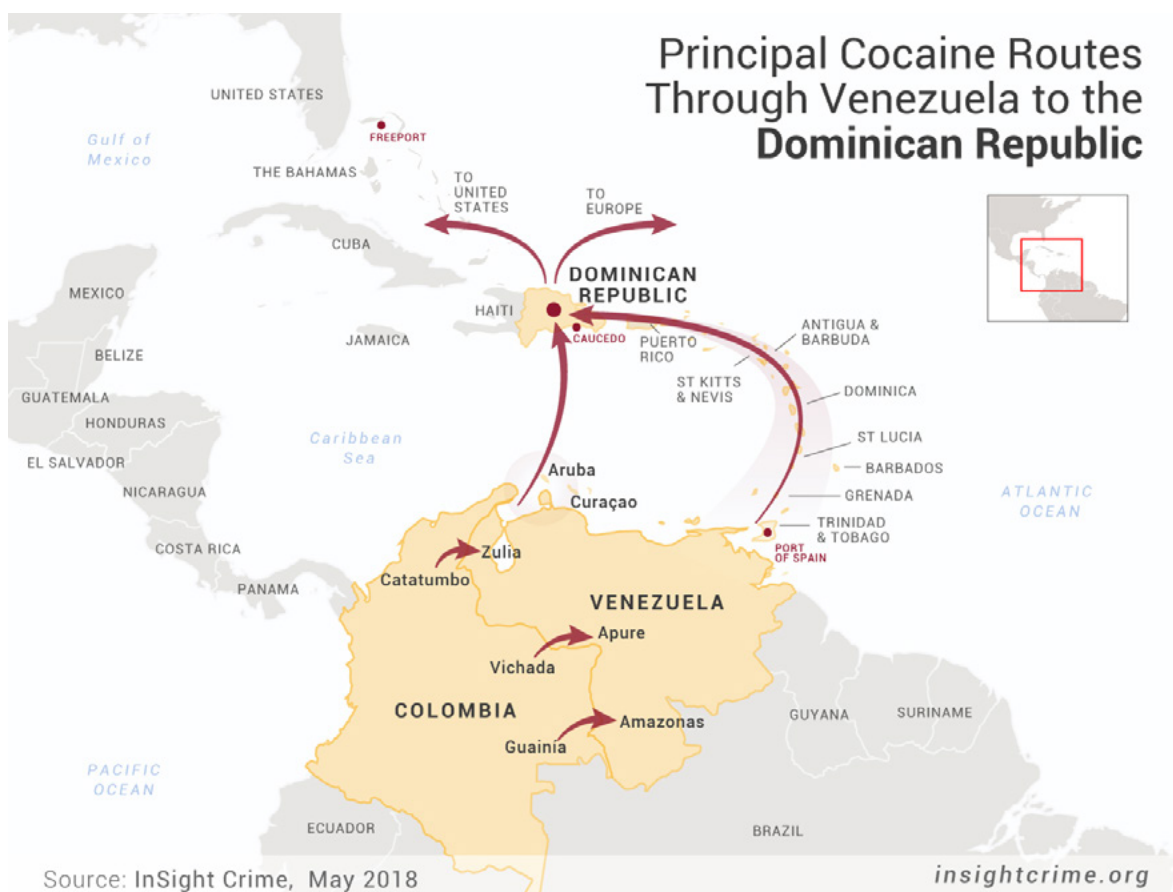 Principal Cocaine Routes
Through Venezuela to the
Dominican Republic
UNITED STATES
Gulf of
Mexico
FREEPORT
THE BAHAMAS
TO
UNITED
STATES
TO
EUROPE
CUBA
MEXICO
DOMINICAN
REPUBLIC
HAITI
JAMAICA
CAUCEDO
PUERTO
RICO
ANTIGUA &
BARBUDA
BELIZE
ST KITTS
& NEVIS
DOMINICA
GUATEMALA
HONDURAS
Caribbean
Sea
ST LUCIA
EL SALVADOR
BARBADOS
Aruba
NICARAGUA
Curaçao
GRENADA
ATLANTIC
OCEAN
TRINIDAD
& TOBAGO
COSTA RICA
PORT
OF SPAIN
Zulia
Catatumbo
PANAMA
VENEZUELA
Apure
Vichada
COLOMBIA
Amazonas
GUYANA
SURINAME
Guainía
PACIFIC
OCEAN
ECUADOR
BRAZIL
Source: InSight Crime, May 2018
insightcrime.org